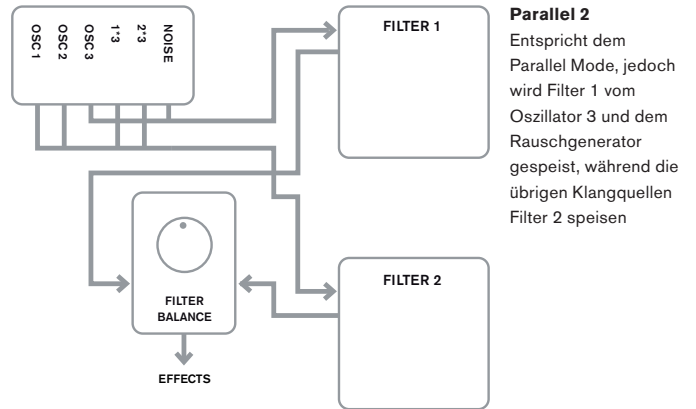 OSC 1
OSC 2
OSC 3
1*3
2*3
NOISE
FILTER 1
FILTER 2
FILTER
BALANCE
EFFECTS
Parallel 2
Entspricht dem
Parallel Mode, jedoch
wird Filter 1 vom
Oszillator 3 und dem
Rauschgenerator
gespeist, während die
übrigen Klangquellen
Filter 2 speisen